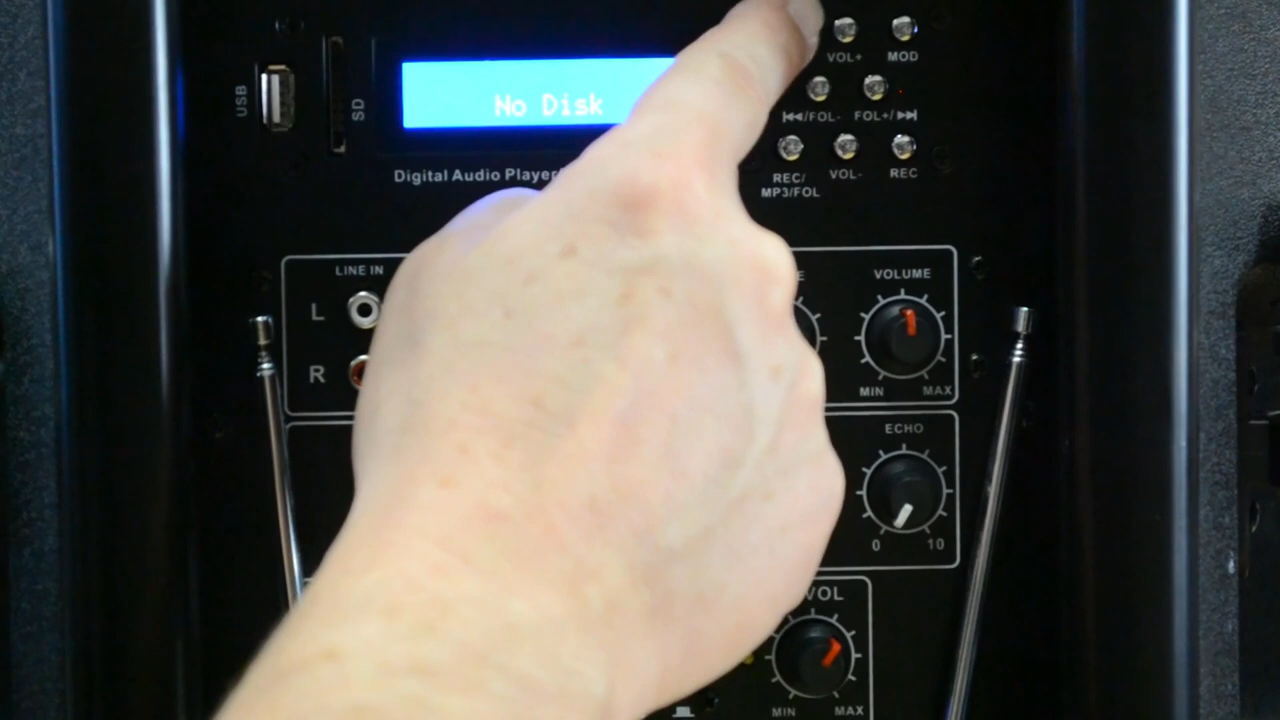 USB
SD
No Disk
VOL+ MOD
⏮/FOL- FOL+/⏭
REC/
MP3/FOL
VOL- REC
Digital Audio Player
LINE IN
L
R
VOLUME
MIN MAX
ECHO
0 10
VOL
MIN MAX